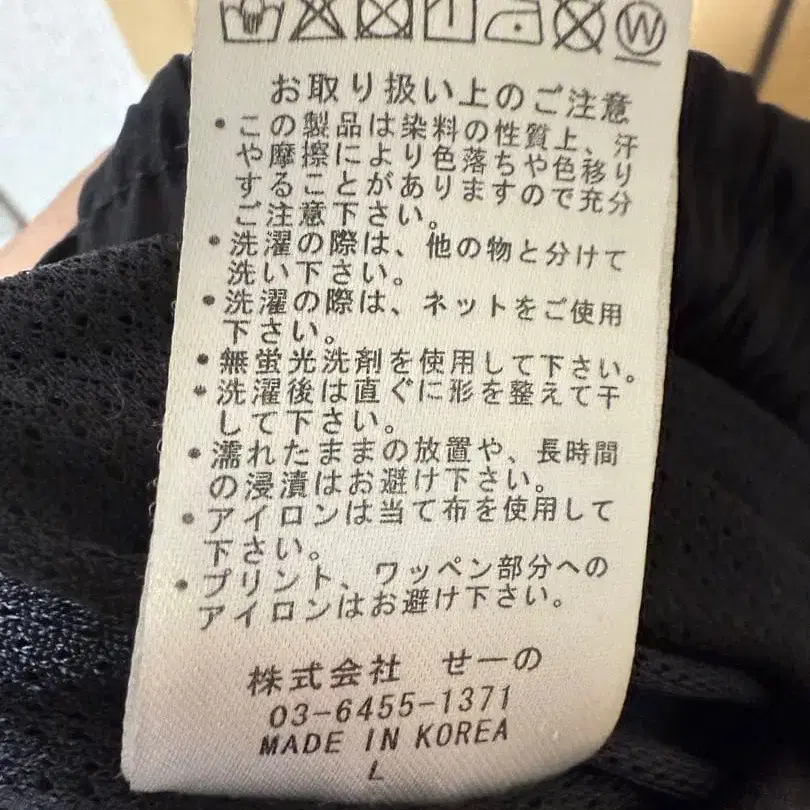 W
お取り扱い上のご注意
・この製品は染料の性質上、汗
や摩擦により色落ちや色移り
することがありますので充分
ご注意下さい。
・洗濯の際は、他の物と分けて
洗い下さい。
・洗濯の際は、ネットをご使用
下さい。
・無蛍光洗剤を使用して下さい。
・洗濯後は直ぐに形を整えて干
して下さい。
・濡れたままの放置や、長時間
の浸漬はお避け下さい。
・アイロンは当て布を使用して
下さい。
・プリント、ワッペン部分への
アイロンはお避け下さい。
株式会社 せーの
03-6455-1371
MADE IN KOREA
L